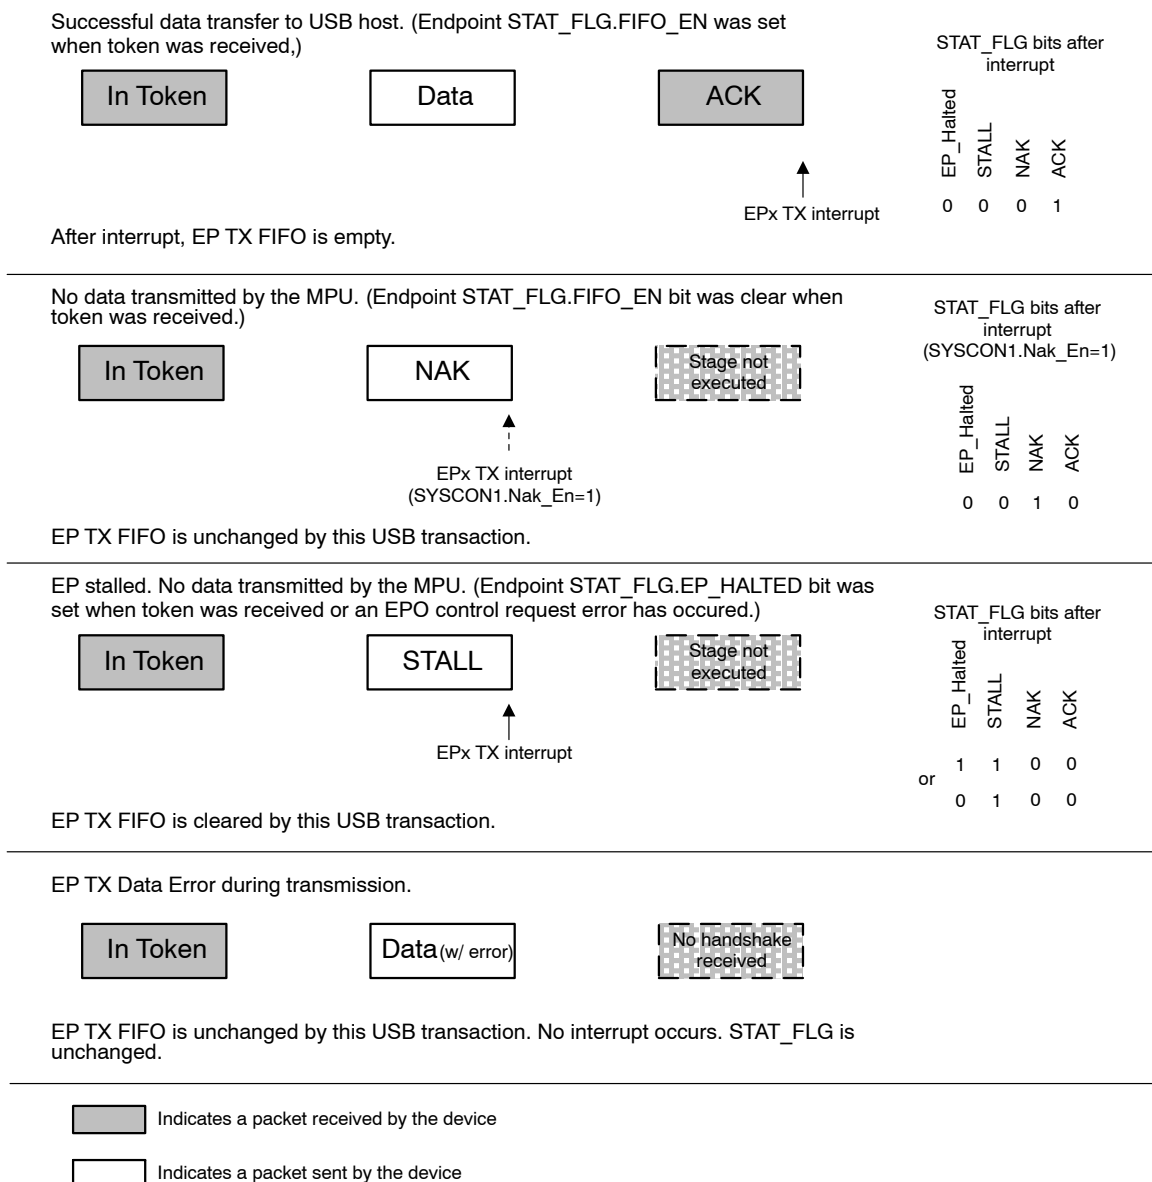 Successful data transfer to USB host. (Endpoint STAT_FLG.FIFO_EN was set
when token was received,)
STAT_FLG bits after
interrupt
In Token
Data
ACK
EP_Halted
STALL
NAK
ACK
0 0 0 1
EPx TX interrupt
After interrupt, EP TX FIFO is empty.
No data transmitted by the MPU. (Endpoint STAT_FLG.FIFO_EN bit was clear when
token was received.)
STAT_FLG bits after
interrupt
(SYSCON1.Nak_En=1)
In Token
NAK
Stage not
executed
EP_Halted
STALL
NAK
ACK
0 0 1 0
EPx TX interrupt
(SYSCON1.Nak_En=1)
EP TX FIFO is unchanged by this USB transaction.
EP stalled. No data transmitted by the MPU. (Endpoint STAT_FLG.EP_HALTED bit was
set when token was received or an EPO control request error has occured.)
STAT_FLG bits after
interrupt
In Token
STALL
Stage not
executed
EP_Halted
STALL
NAK
ACK
EPx TX interrupt
1 1 0 0
or
0 1 0 0
EP TX FIFO is cleared by this USB transaction.
EP TX Data Error during transmission.
In Token
Data (w/ error)
No handshake
received
EP TX FIFO is unchanged by this USB transaction. No interrupt occurs. STAT_FLG is
unchanged.
Indicates a packet received by the device
Indicates a packet sent by the device